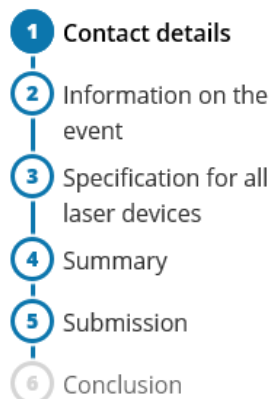 1 Contact details
2 Information on the
event
3 Specification for all
laser devices
4 Summary
5 Submission
6 Conclusion